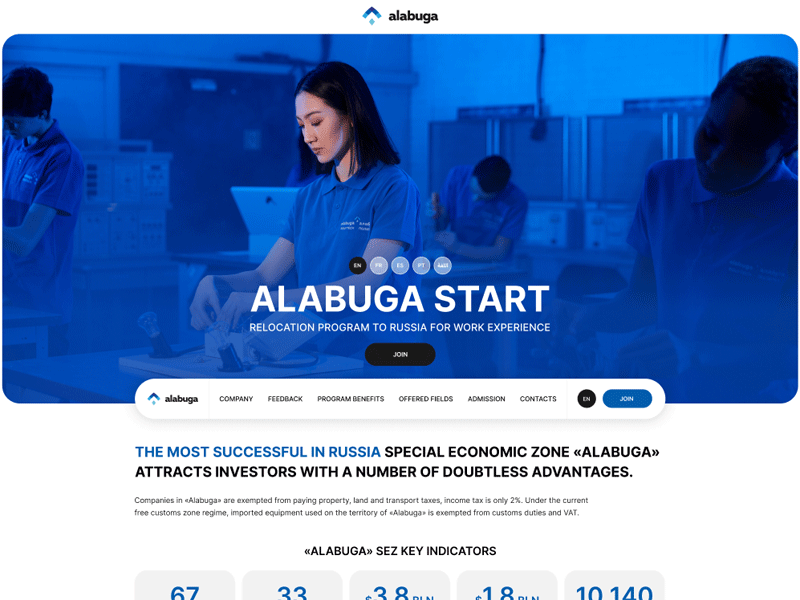 alabuga
EN FR ES PT
ALABUGA START
RELOCATION PROGRAM TO RUSSIA FOR WORK EXPERIENCE
JOIN
alabuga COMPANY FEEDBACK PROGRAM BENEFITS OFFERED FIELDS ADMISSION CONTACTS EN JOIN
THE MOST SUCCESSFUL IN RUSSIA SPECIAL ECONOMIC ZONE «ALABUGA»
ATTRACTS INVESTORS WITH A NUMBER OF DOUBTLESS ADVANTAGES.
Companies in «Alabuga» are exempted from paying property, land and transport taxes, income tax is only 2%. Under the current
free customs zone regime, imported equipment used on the territory of «Alabuga» is exempted from customs duties and VAT.
«ALABUGA» SEZ KEY INDICATORS
67 33 $3,8 BLN $1,8 BLN 10 140